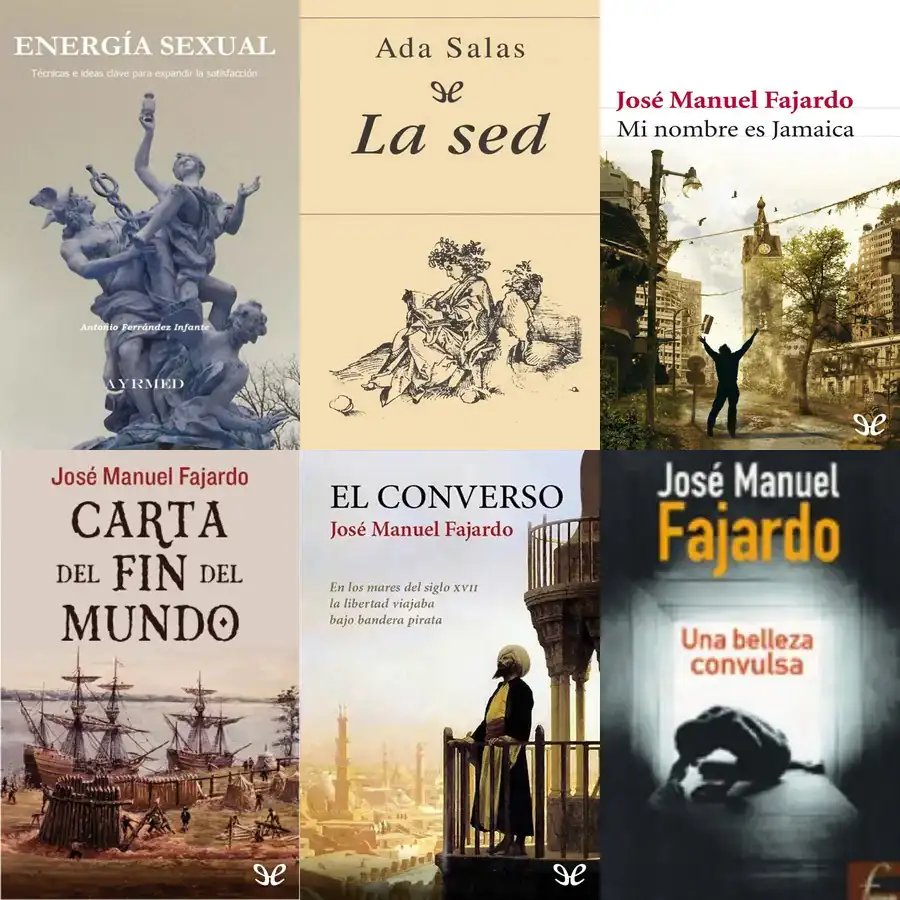 ENERGÍA SEXUAL
Técnicas e ideas clave para expandir la satisfacción
Antonio Ferrández Infante
AYRMED
Ada Salas
La sed
José Manuel Fajardo
Mi nombre es Jamaica
José Manuel Fajardo
CARTA
DEL FIN DEL
MUNDO
EL CONVERSO
José Manuel Fajardo
En los mares del siglo XVII
la libertad viajaba
bajo bandera pirata
José Manuel
Fajardo
Una belleza
convulsa